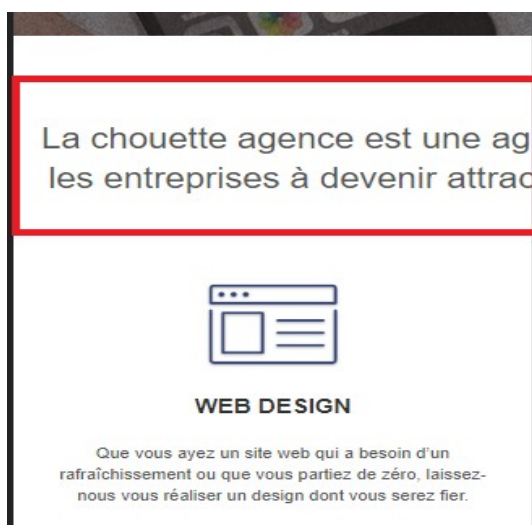 La chouette agence est une ag
les entreprises à devenir attrac
WEB DESIGN
Que vous ayez un site web qui a besoin d'un
rafraîchissement ou que vous partiez de zéro, laissez-
nous vous réaliser un design dont vous serez fier.